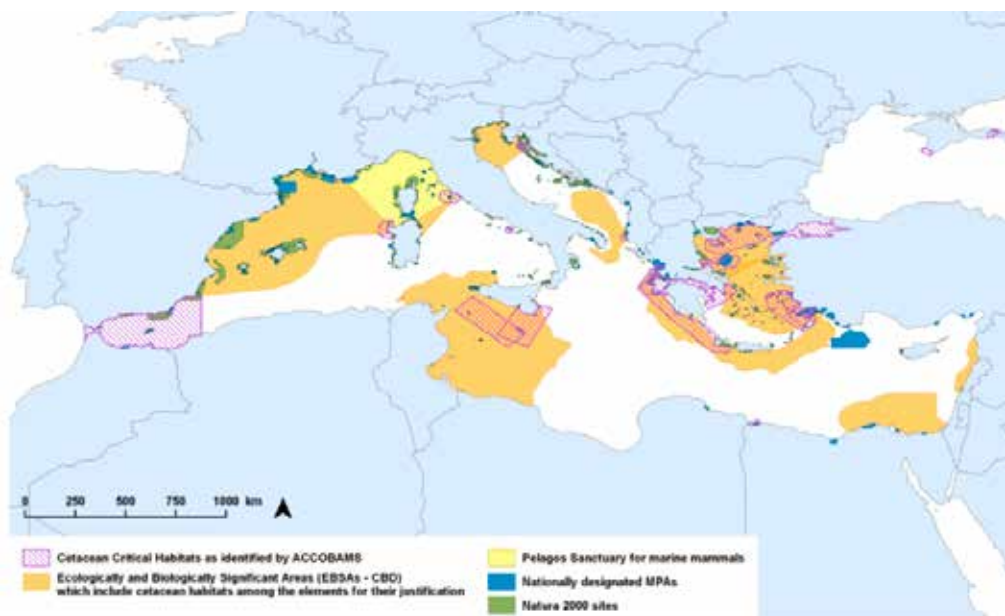 0 250 500 750 1000 km
Cetacean Critical Habitats as identified by ACCOBAMS
Ecologically and Biologically Significant Areas (EBSAs - CBD)
which include cetacean habitats among the elements for their justification
Pelagos Sanctuary for marine mammals
Nationally designated MPAs
Natura 2000 sites